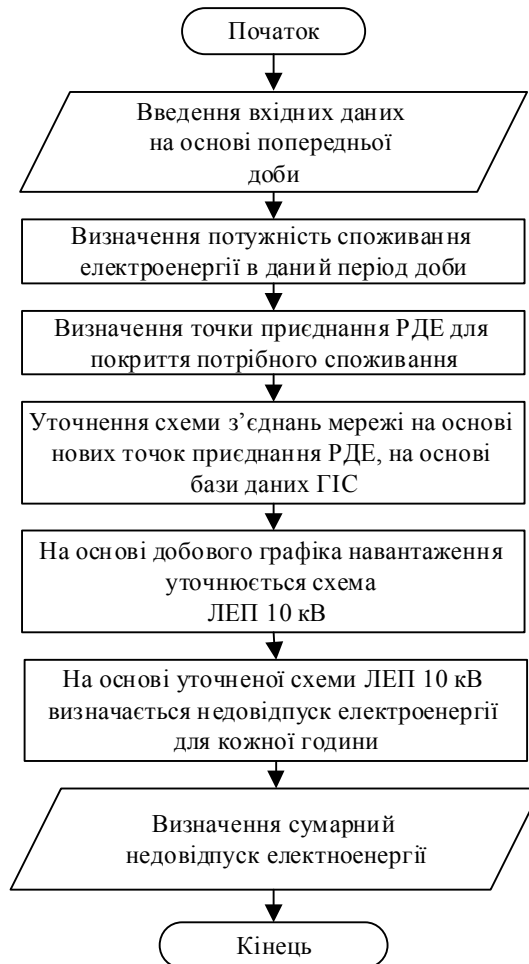 Початок
Введення вхідних даних
на основі попередньої
доби
Визначення потужність споживання
електроенергії в даний період доби
Визначення точки приєднання РДЕ для
покриття потрібного споживання
Уточнення схеми з’єднань мережі на основі
нових точок приєднання РДЕ, на основі
бази даних ГІС
На основі добового графіка навантаження
уточнюється схема
ЛЕП 10 кВ
На основі уточненої схеми ЛЕП 10 кВ
визначається недовідпуск електроенергії
для кожної години
Визначення сумарний
недовідпуск електноенергії
Кінець